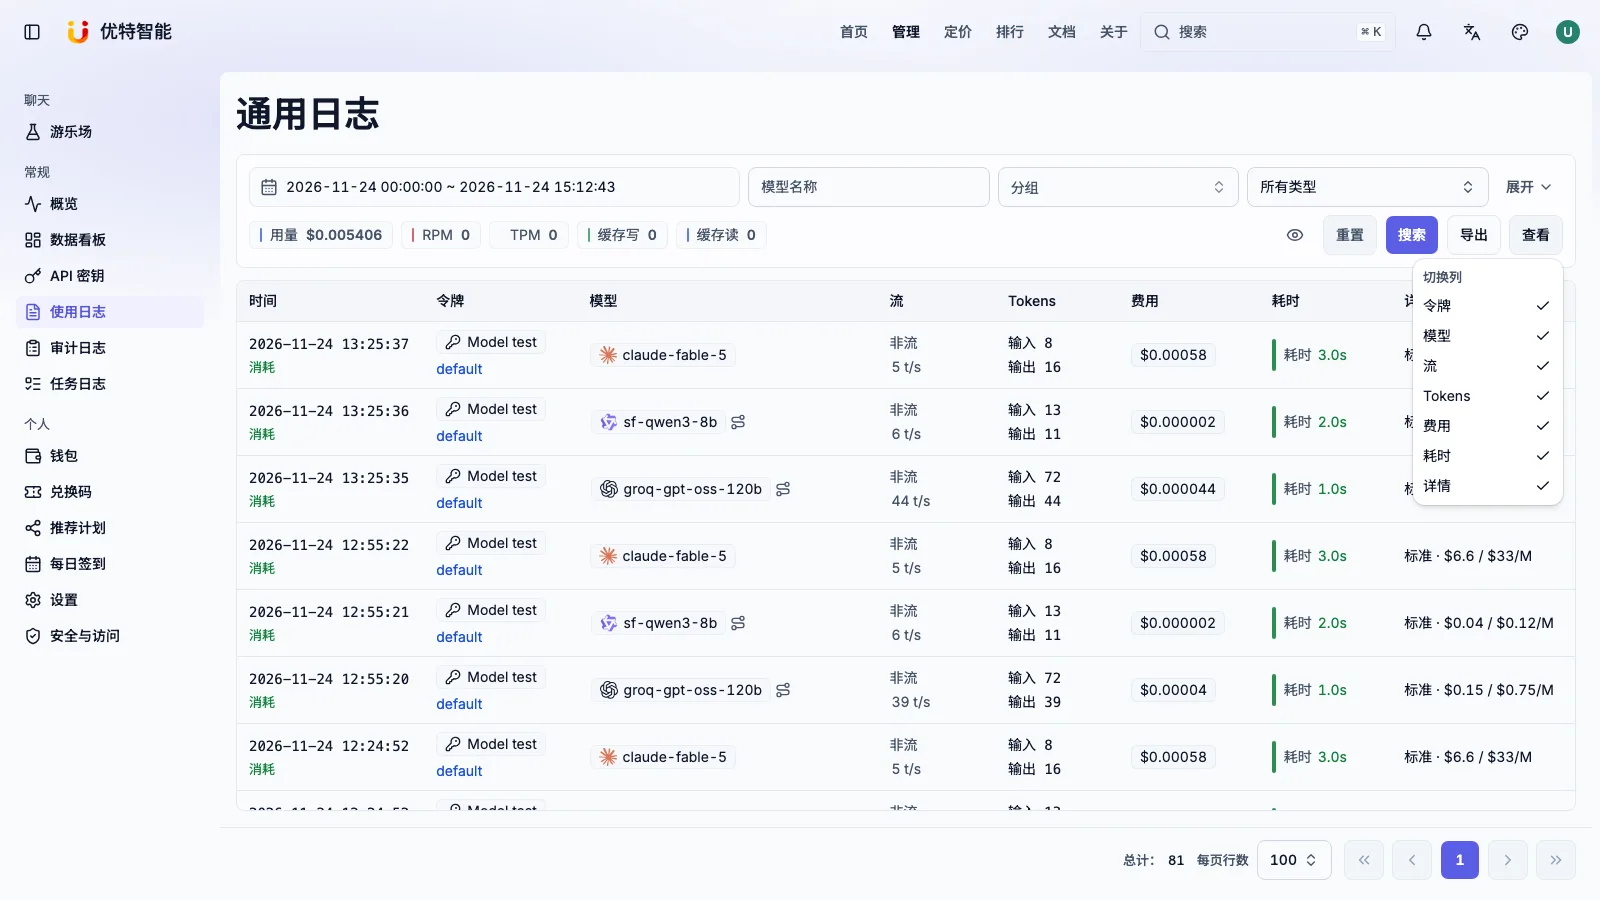 优特智能
首页
管理
定价
排行
文档
关于
搜索
⌘ K
U
聊天
游乐场
常规
概览
数据看板
API 密钥
使用日志
审计日志
任务日志
个人
钱包
兑换码
推荐计划
每日签到
设置
安全与访问
通用日志
2026-11-24 00:00:00 ~ 2026-11-24 15:12:43
模型名称
分组
所有类型
展开
用量 $0.005406
RPM 0
TPM 0
缓存写 0
缓存读 0
重置
搜索
导出
查看
切换列
令牌
模型
流
Tokens
费用
耗时
详情
时间 令牌 模型 流 Tokens 费用 耗时
2026-11-24 13:25:37 Model test claude-fable-5 非流 输入 8 $0.00058 耗时 3.0s
消耗 default 5 t/s 输出 16
2026-11-24 13:25:36 Model test sf-qwen3-8b 非流 输入 13 $0.000002 耗时 2.0s
消耗 default 6 t/s 输出 11
2026-11-24 13:25:35 Model test groq-gpt-oss-120b 非流 输入 72 $0.000044 耗时 1.0s
消耗 default 44 t/s 输出 44
2026-11-24 12:55:22 Model test claude-fable-5 非流 输入 8 $0.00058 耗时 3.0s 标准 · $6.6 / $33/M
消耗 default 5 t/s 输出 16
2026-11-24 12:55:21 Model test sf-qwen3-8b 非流 输入 13 $0.000002 耗时 2.0s 标准 · $0.04 / $0.12/M
消耗 default 6 t/s 输出 11
2026-11-24 12:55:20 Model test groq-gpt-oss-120b 非流 输入 72 $0.00004 耗时 1.0s 标准 · $0.15 / $0.75/M
消耗 default 39 t/s 输出 39
2026-11-24 12:24:52 Model test claude-fable-5 非流 输入 8 $0.00058 耗时 3.0s 标准 · $6.6 / $33/M
消耗 default 5 t/s 输出 16
总计： 81 每页行数 100 1